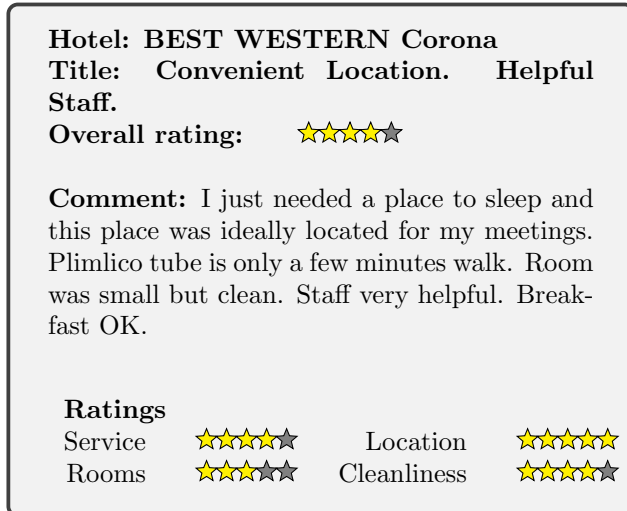 Hotel: BEST WESTERN Corona
Title: Convenient Location. Helpful
Staff.
Overall rating:
Comment: I just needed a place to sleep and
this place was ideally located for my meetings.
Plimlico tube is only a few minutes walk. Room
was small but clean. Staff very helpful. Break-
fast OK.
Ratings
Service Location
Rooms Cleanliness